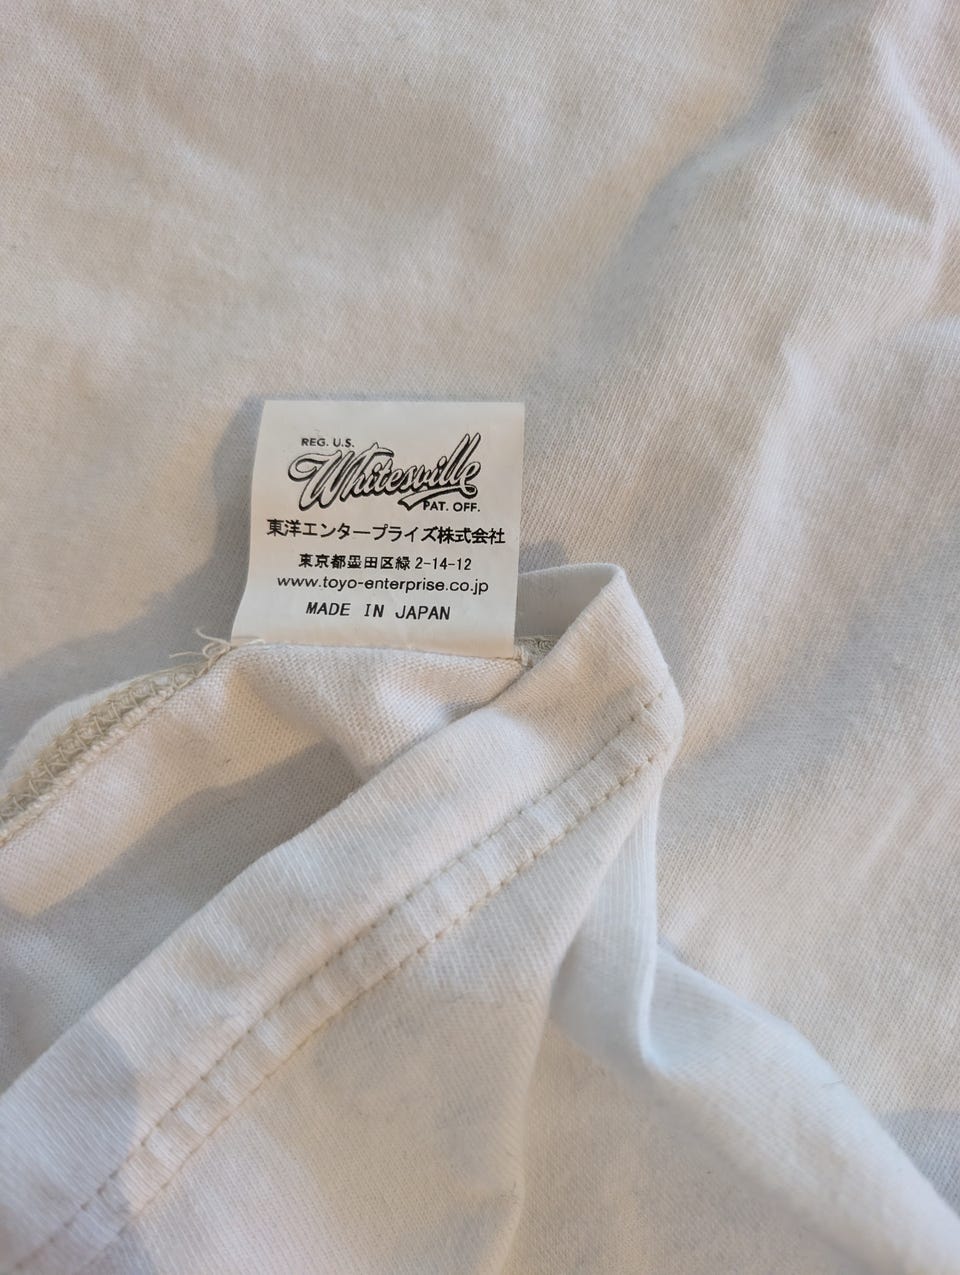 REG. U.S.
Whitesville
PAT. OFF.
東洋エンタープライズ株式会社
東京都墨田区緑 2-14-12
www.toyo-enterprise.co.jp
MADE IN JAPAN